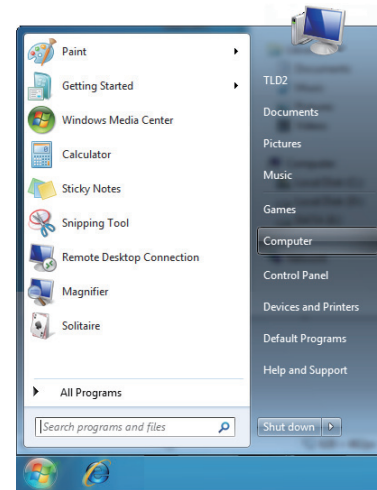 Paint
Getting Started
Windows Media Center
Calculator
Sticky Notes
Snipping Tool
Remote Desktop Connection
Magnifier
Solitaire
All Programs
Search programs and files
TLD2
Documents
Pictures
Music
Games
Computer
Control Panel
Devices and Printers
Default Programs
Help and Support
Shut down